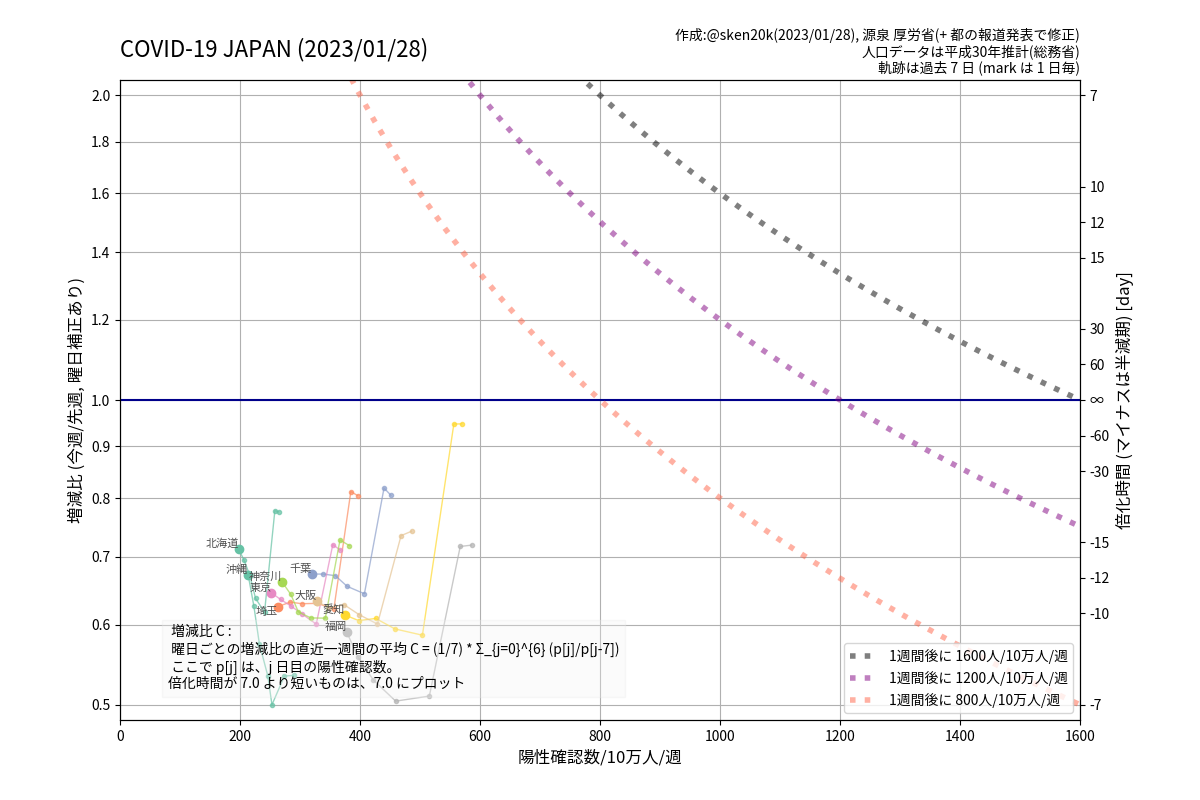 COVID-19 JAPAN (2023/01/28)
作成:@sken20k(2023/01/28), 源泉 厚労省(+ 都の報道発表で修正)
人口データは平成30年推計(総務省)
軌跡は過去 7 日 (mark は 1 日毎)
増減比 (今週/先週, 曜日補正あり)
2.0
1.8
1.6
1.4
1.2
1.0
0.9
0.8
0.7
0.6
0.5
7
10
12
15
30
60
∞
-60
-30
-15
-12
-10
-7
倍化時間 (マイナスは半減期) [day]
北海道
沖縄
神奈川
千葉
東京
大阪
埼玉
愛知
福岡
増減比 C :
曜日ごとの増減比の直近一週間の平均 C = (1/7) * Σ_{j=0}^{6} (p[j]/p[j-7])
ここで p[j] は、j 日目の陽性確認数。
倍化時間が 7.0 より短いものは、7.0 にプロット
1週間後に 1600人/10万人/週
1週間後に 1200人/10万人/週
1週間後に 800人/10万人/週
0 200 400 600 800 1000 1200 1400 1600
陽性確認数/10万人/週